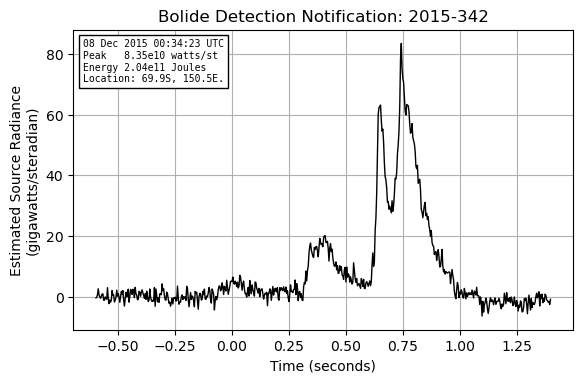 Bolide Detection Notification: 2015-342
08 Dec 2015 00:34:23 UTC
Peak   8.35e10 watts/st
Energy 2.04e11 Joules
Location: 69.9S, 150.5E.
Estimated Source Radiance
(gigawatts/steradian)
80
60
40
20
0
−0.50 −0.25 0.00 0.25 0.50 0.75 1.00 1.25
Time (seconds)